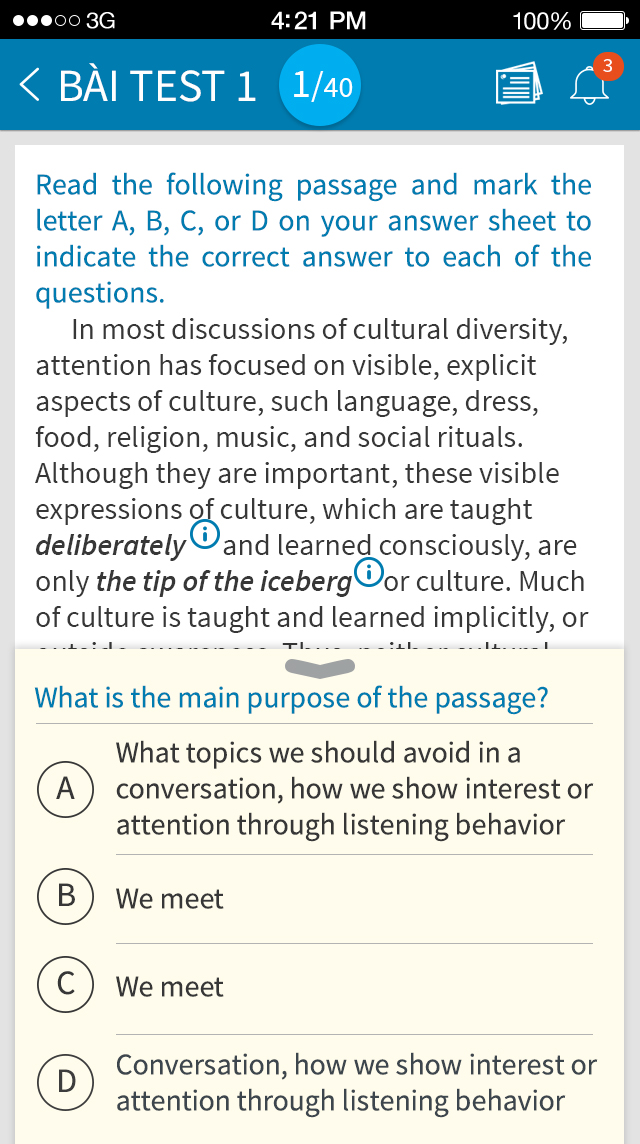 3G 4:21 PM 100%
BÀI TEST 1 1/40 3
Read the following passage and mark the
letter A, B, C, or D on your answer sheet to
indicate the correct answer to each of the
questions.
In most discussions of cultural diversity,
attention has focused on visible, explicit
aspects of culture, such language, dress,
food, religion, music, and social rituals.
Although they are important, these visible
expressions of culture, which are taught
deliberately and learned consciously, are
only the tip of the iceberg or culture. Much
of culture is taught and learned implicitly, or
outside awareness. Thus, neither cultural
What is the main purpose of the passage?
A What topics we should avoid in a
conversation, how we show interest or
attention through listening behavior
B We meet
C We meet
D Conversation, how we show interest or
attention through listening behavior